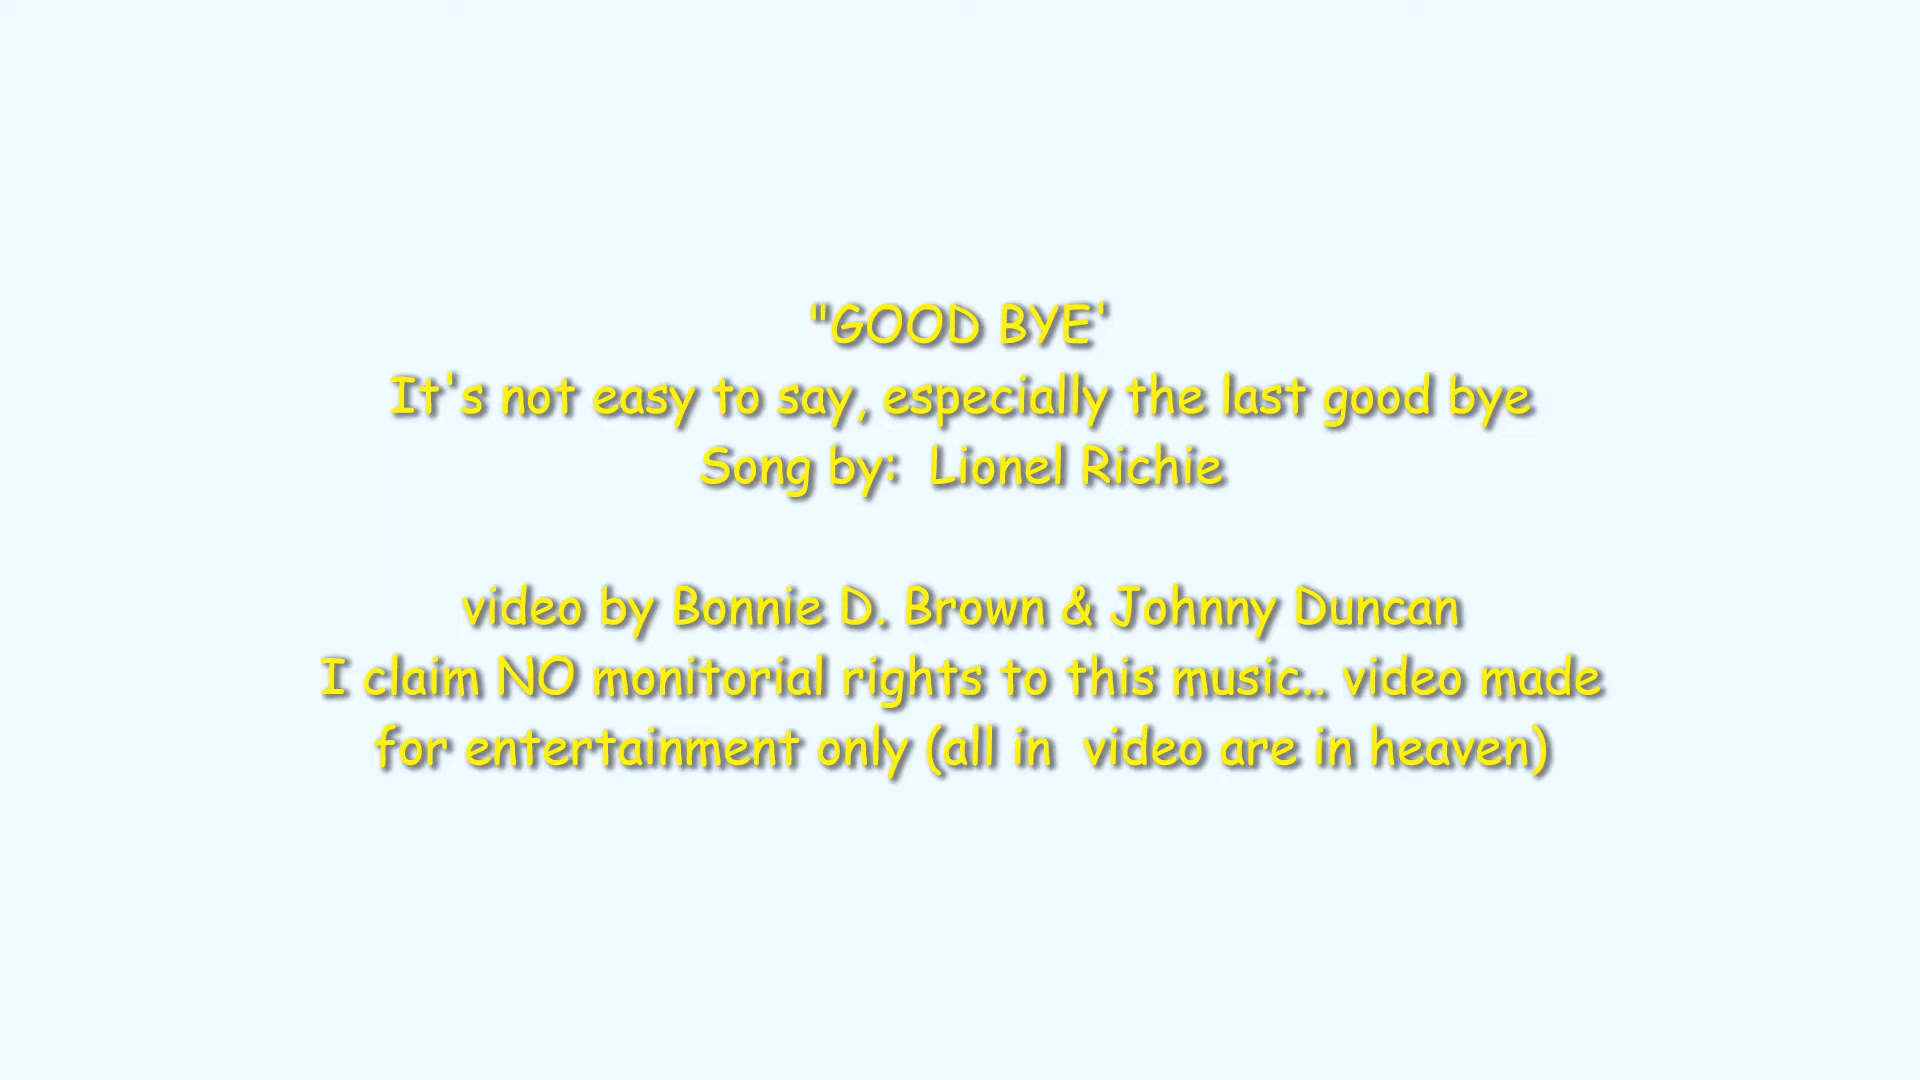 "GOOD BYE'
It's not easy to say, especially the last good bye
Song by:  Lionel Richie
video by Bonnie D. Brown & Johnny Duncan
I claim NO monitorial rights to this music.. video made
for entertainment only (all in  video are in heaven)